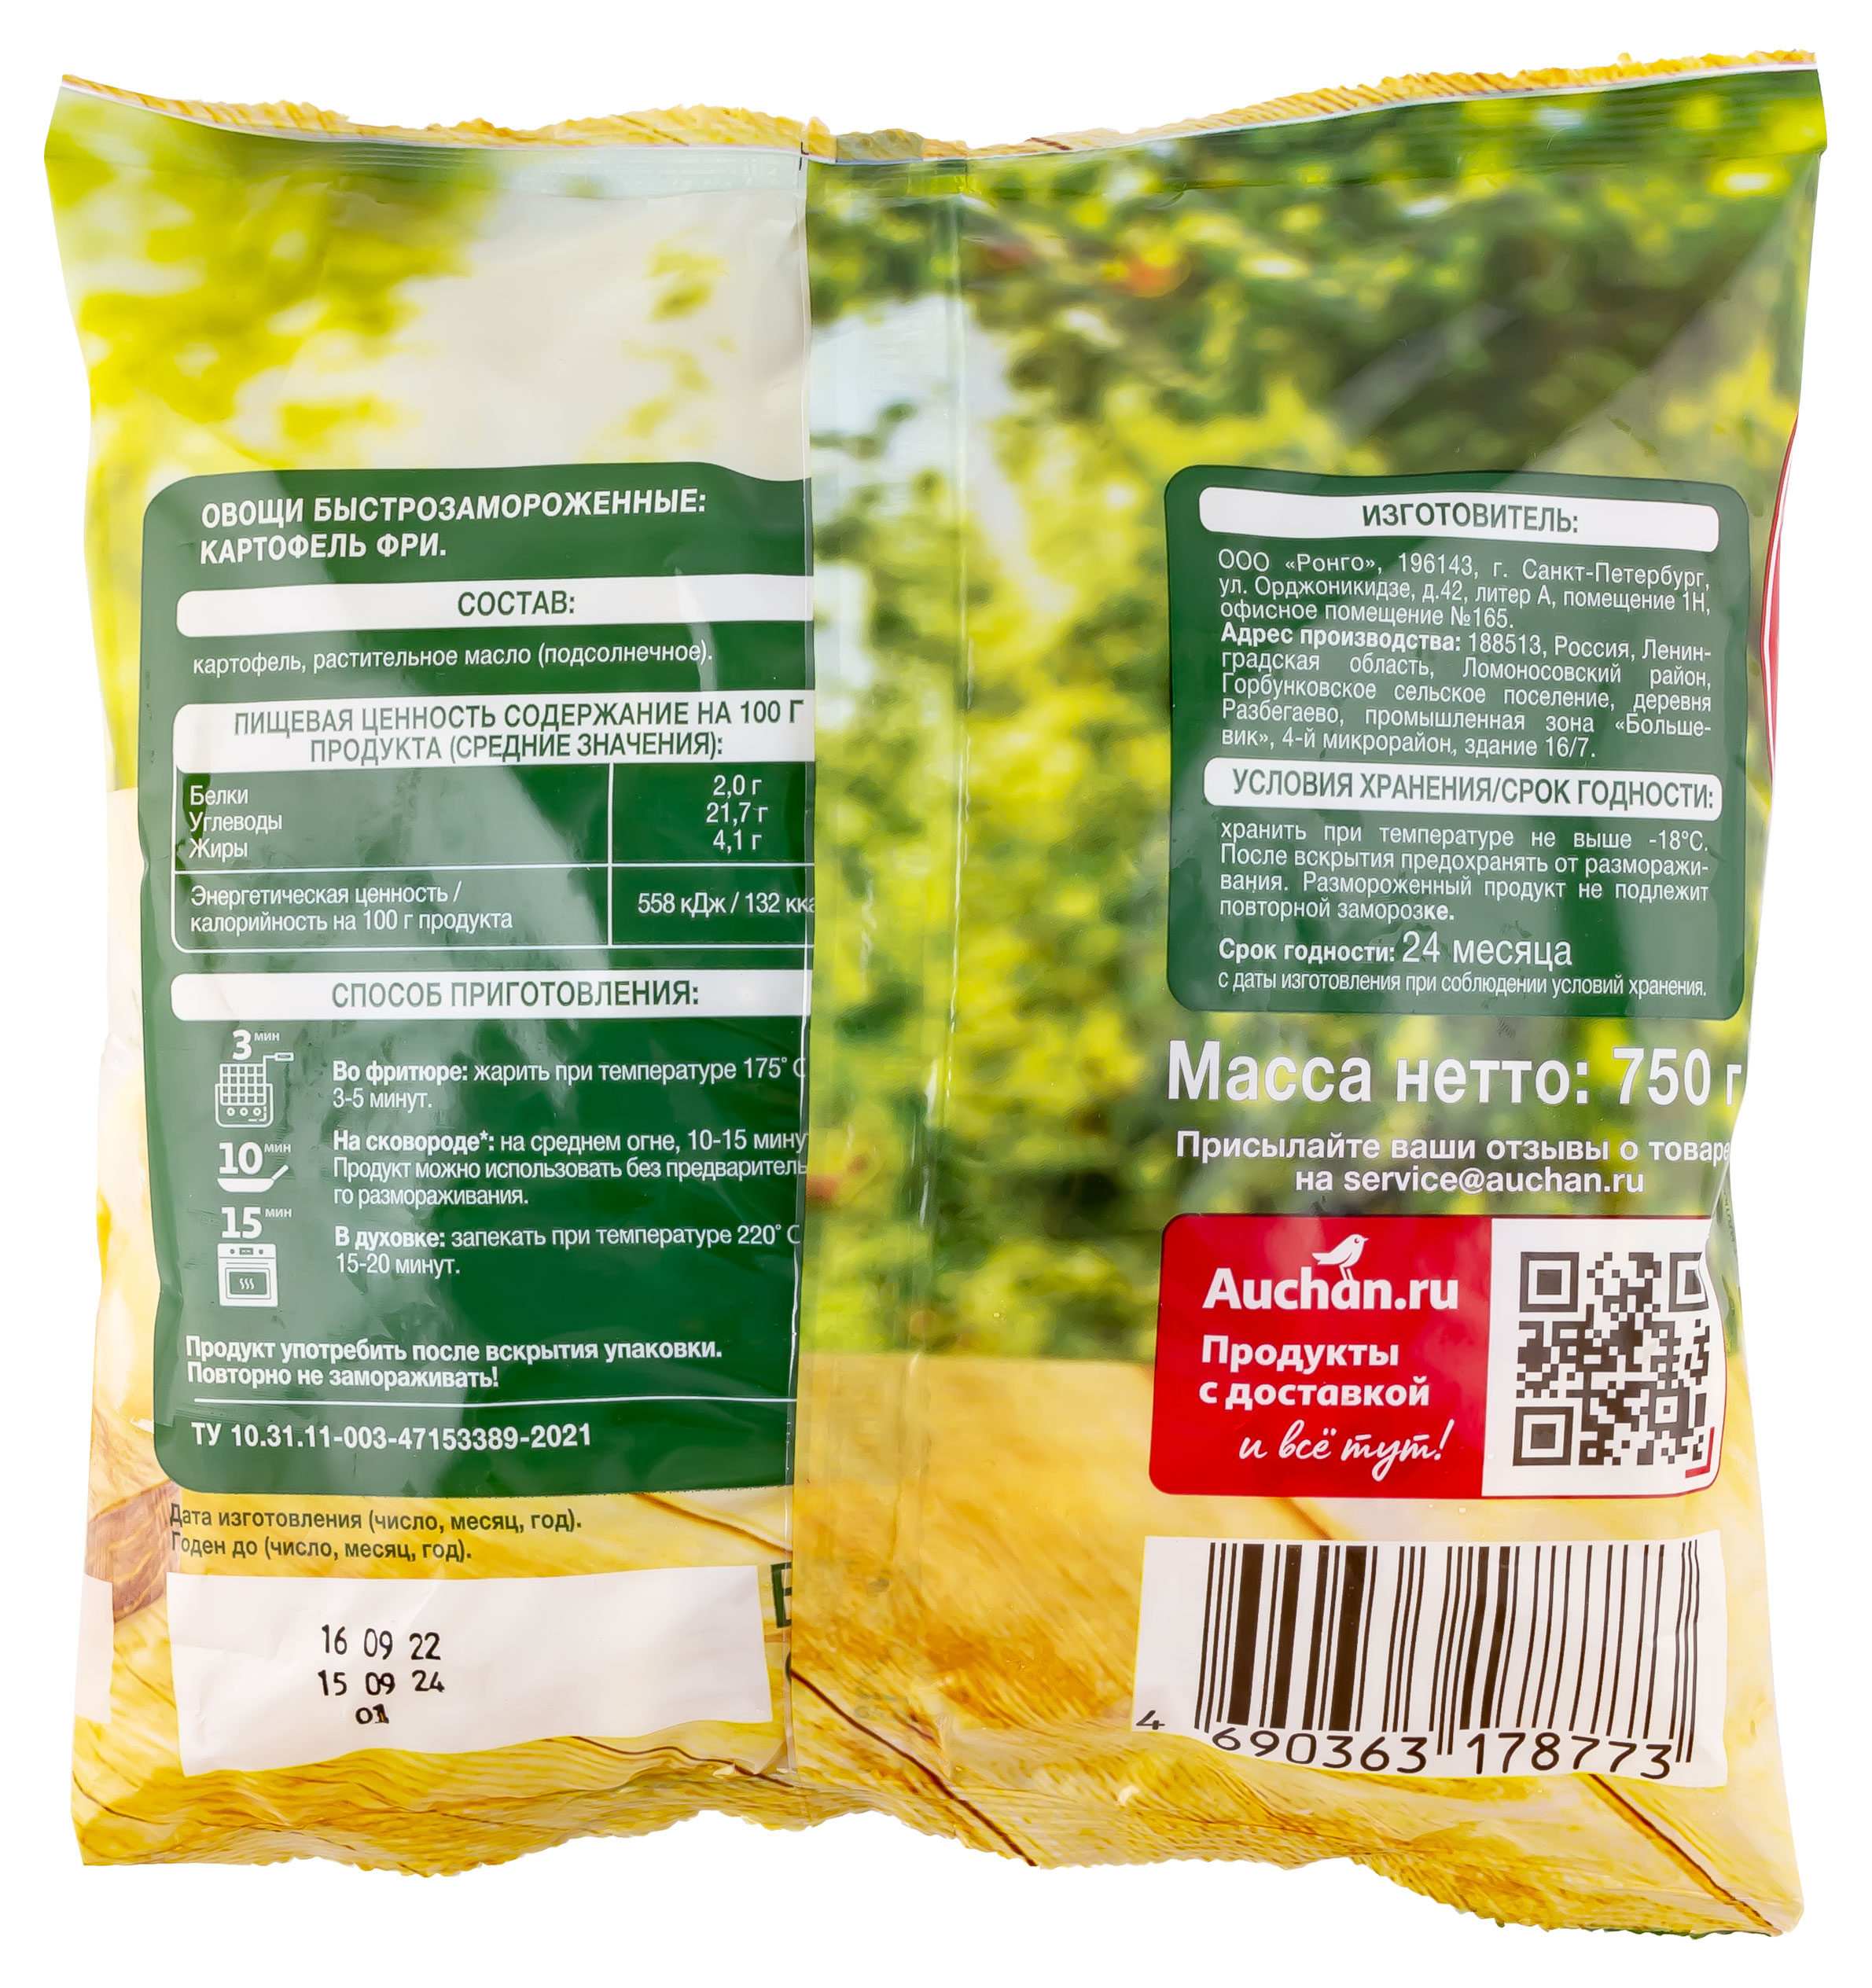 ОВОЩИ БЫСТРОЗАМОРОЖЕННЫЕ:
КАРТОФЕЛЬ ФРИ.
СОСТАВ:
картофель, растительное масло (подсолнечное).
ПИЩЕВАЯ ЦЕННОСТЬ СОДЕРЖАНИЕ НА 100 Г
ПРОДУКТА (СРЕДНИЕ ЗНАЧЕНИЯ):
Белки 2,0 г
Углеводы 21,7 г
Жиры 4,1 г
Энергетическая ценность /
калорийность на 100 г продукта
558 кДж / 132 кка
СПОСОБ ПРИГОТОВЛЕНИЯ:
3 мин
Во фритюре: жарить при температуре 175° C
3-5 минут.
10 мин
На сковороде*: на среднем огне, 10-15 мину
Продукт можно использовать без предваритель
го размораживания.
15 мин
В духовке: запекать при температуре 220° C
15-20 минут.
Продукт употребить после вскрытия упаковки.
Повторно не замораживать!
ТУ 10.31.11-003-47153389-2021
Дата изготовления (число, месяц, год).
Годен до (число, месяц, год).
16 09 22
15 09 24
01
ИЗГОТОВИТЕЛЬ:
ООО «Ронго», 196143, г. Санкт-Петербург,
ул. Орджоникидзе, д.42, литер А, помещение 1Н,
офисное помещение №165.
Адрес производства: 188513, Россия, Ленин-
градская область, Ломоносовский район,
Горбунковское сельское поселение, деревня
Разбегаево, промышленная зона «Больше-
вик», 4-й микрорайон, здание 16/7.
УСЛОВИЯ ХРАНЕНИЯ/СРОК ГОДНОСТИ:
хранить при температуре не выше -18°С.
После вскрытия предохранять от разморажи-
вания. Размороженный продукт не подлежит
повторной заморозке.
Срок годности: 24 месяца
с даты изготовления при соблюдении условий хранения.
Масса нетто: 750 г
Присылайте ваши отзывы о товаре
на service@auchan.ru
Auchan.ru
Продукты
с доставкой
и всё тут!
4 690363 178773